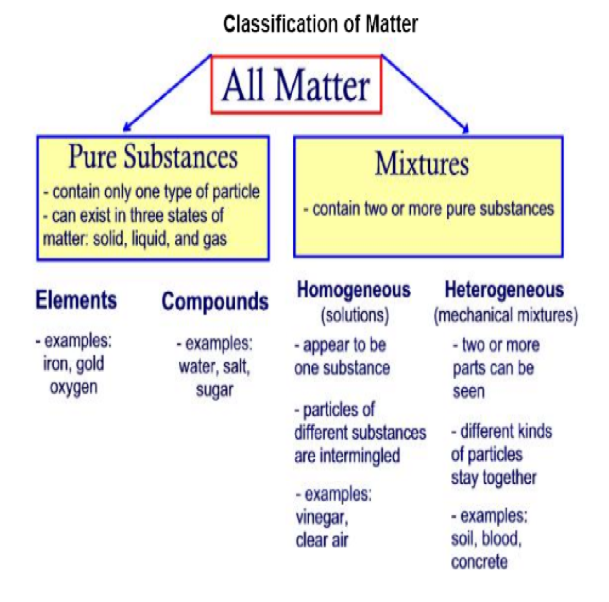 Classification of Matter
All Matter
Pure Substances
- contain only one type of particle
- can exist in three states of
matter: solid, liquid, and gas
Mixtures
- contain two or more pure substances
Elements
- examples:
iron, gold
oxygen
Compounds
- examples:
water, salt,
sugar
Homogeneous
(solutions)
- appear to be
one substance
- particles of
different substances
are intermingled
- examples:
vinegar,
clear air
Heterogeneous
(mechanical mixtures)
- two or more
parts can be
seen
- different kinds
of particles
stay together
- examples:
soil, blood,
concrete